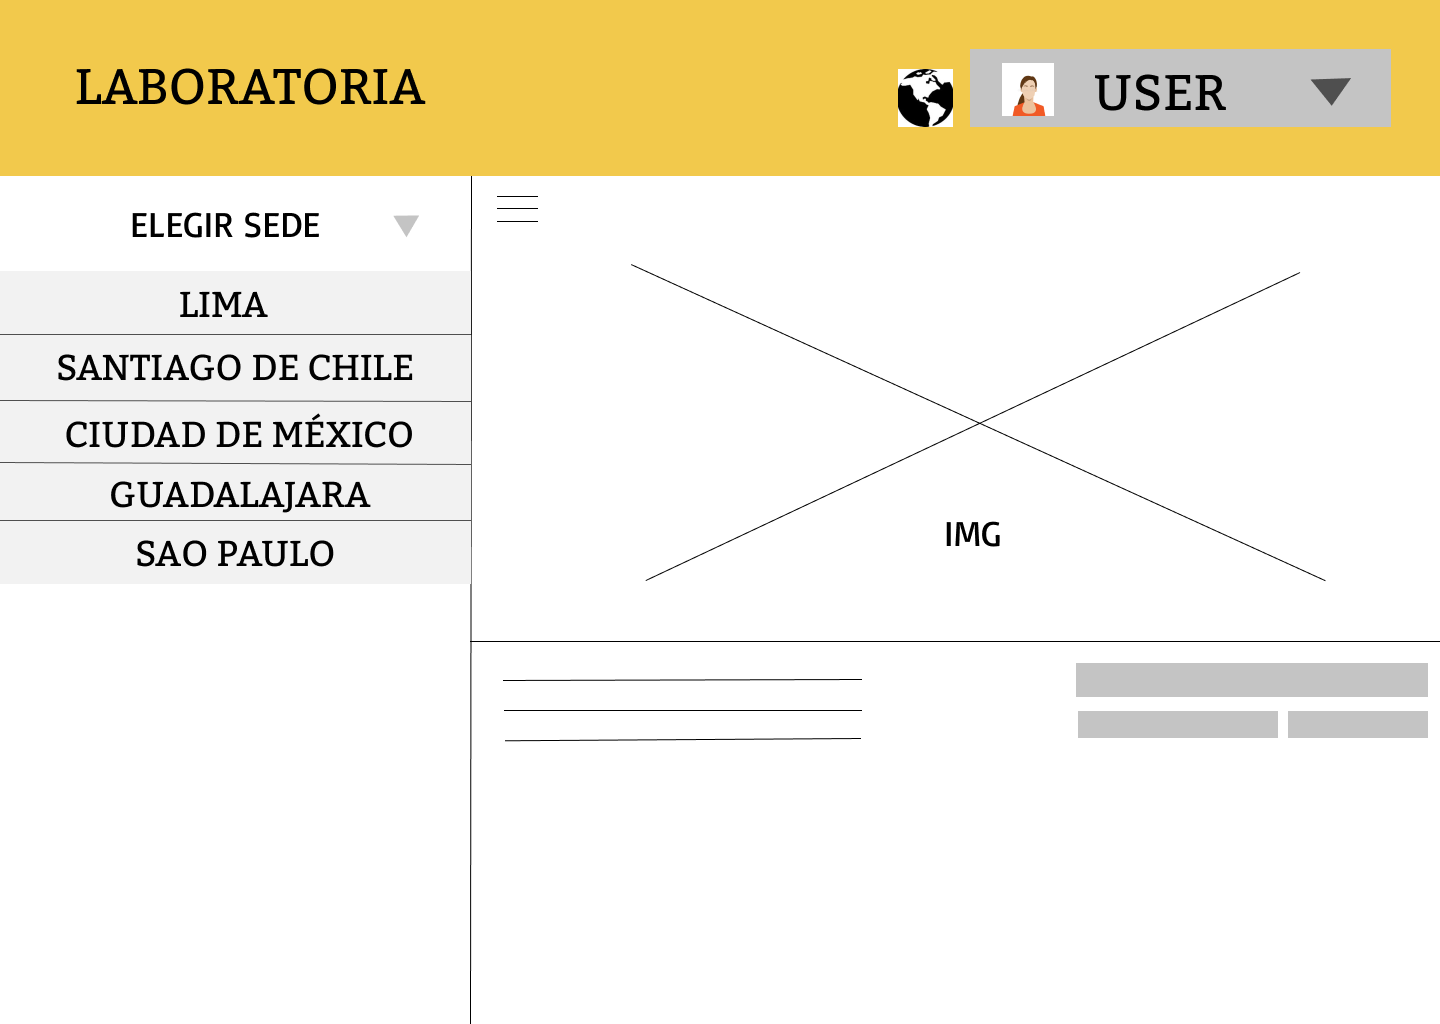 LABORATORIA
USER
ELEGIR SEDE
LIMA
SANTIAGO DE CHILE
CIUDAD DE MÉXICO
GUADALAJARA
SAO PAULO
IMG